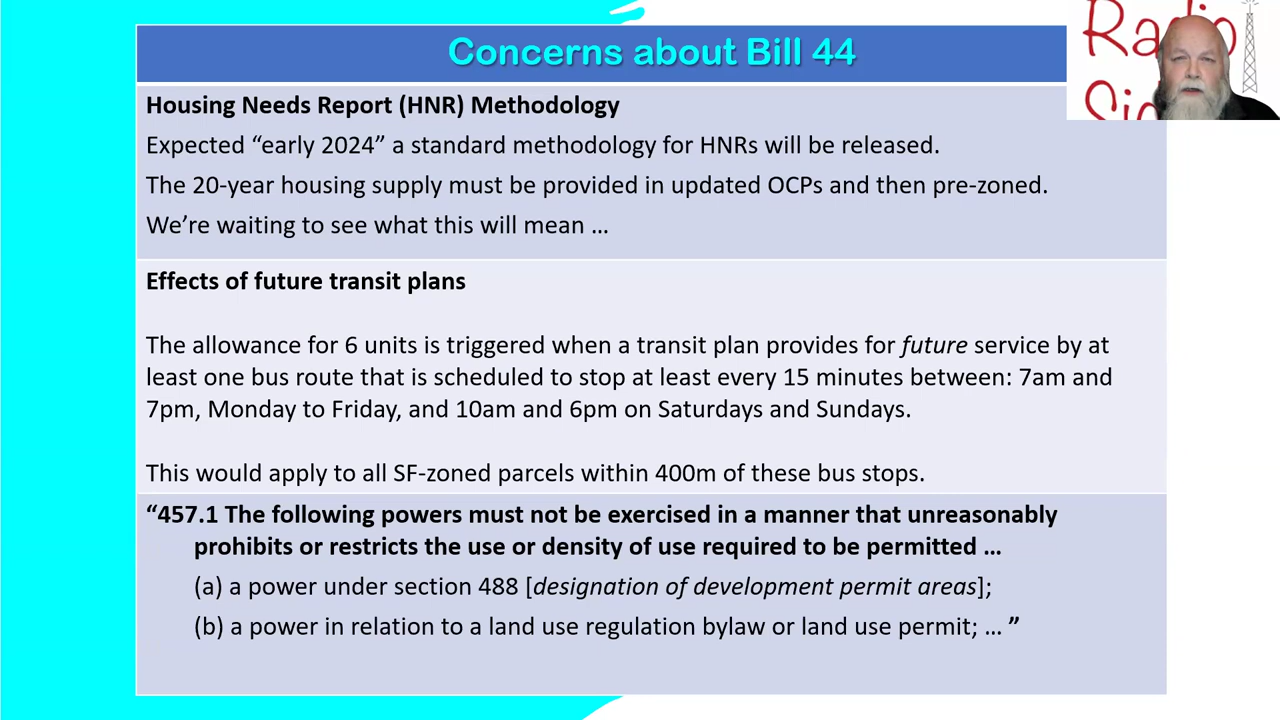 Concerns about Bill 44
Radio
Sid
Housing Needs Report (HNR) Methodology
Expected “early 2024” a standard methodology for HNRs will be released.
The 20-year housing supply must be provided in updated OCPs and then pre-zoned.
We’re waiting to see what this will mean …
Effects of future transit plans
The allowance for 6 units is triggered when a transit plan provides for future service by at
least one bus route that is scheduled to stop at least every 15 minutes between: 7am and
7pm, Monday to Friday, and 10am and 6pm on Saturdays and Sundays.
This would apply to all SF-zoned parcels within 400m of these bus stops.
“457.1 The following powers must not be exercised in a manner that unreasonably
prohibits or restricts the use or density of use required to be permitted …
(a) a power under section 488 [designation of development permit areas];
(b) a power in relation to a land use regulation bylaw or land use permit; … ”